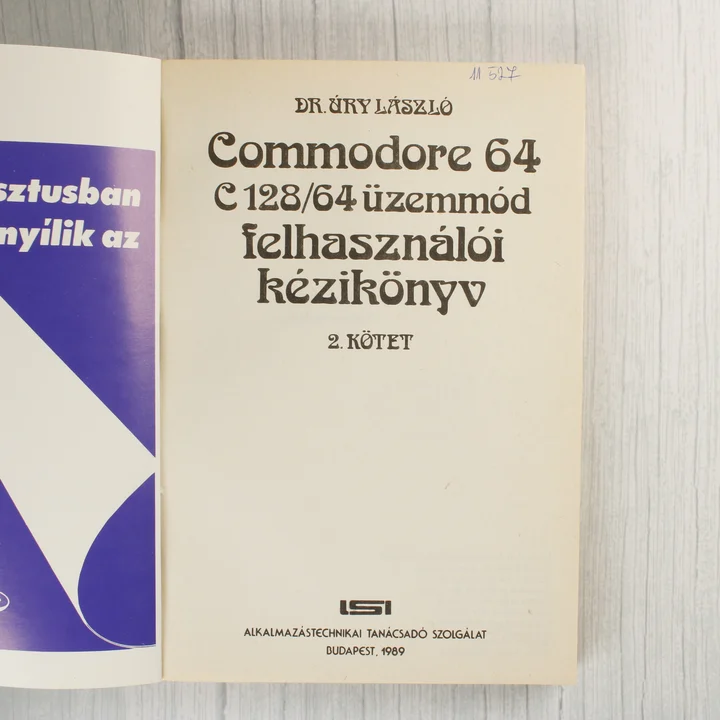 sztusban
nyílik az
11 527
DR. ÚRY LÁSZLÓ
Commodore 64
C 128/64 üzemmód
felhasználói
kézikönyv
2. KÖTET
LSI
ALKALMAZÁSTECHNIKAI TANÁCSADÓ SZOLGÁLAT
BUDAPEST, 1989